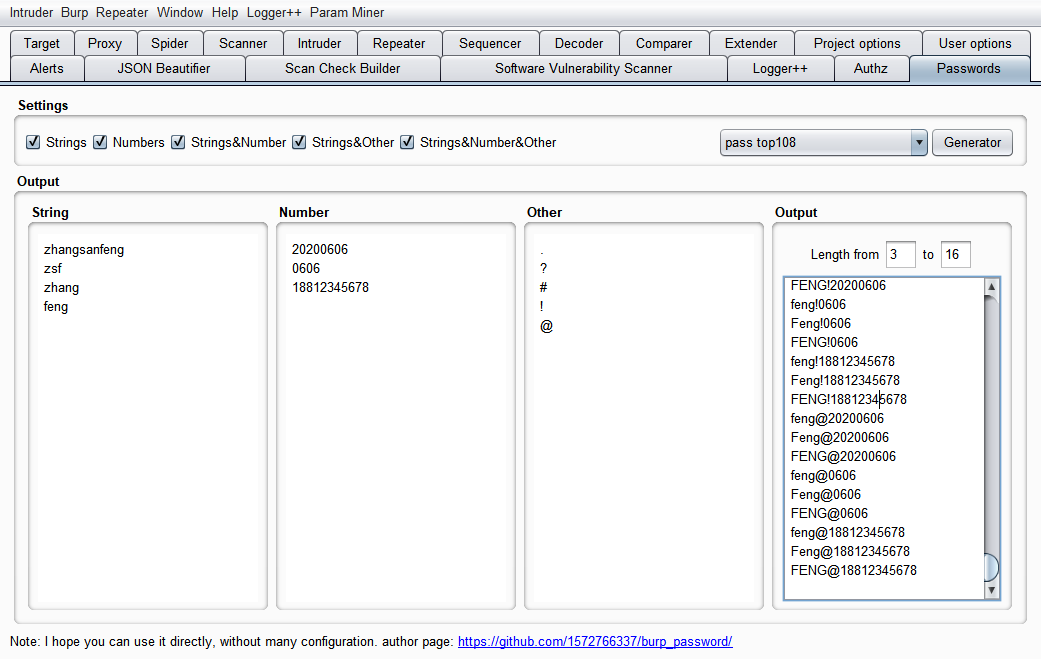 Intruder Burp Repeater Window Help Logger++ Param Miner
Target Proxy Spider Scanner Intruder Repeater Sequencer Decoder Comparer Extender Project options User options
Alerts JSON Beautifier Scan Check Builder Software Vulnerability Scanner Logger++ Authz Passwords
Settings
Strings Numbers Strings&Number Strings&Other Strings&Number&Other pass top108 Generator
Output
String
zhangsanfeng
zsf
zhang
feng
Number
20200606
0606
18812345678
Other
.
?
#
!
@
Output
Length from 3 to 16
FENG!20200606
feng!0606
Feng!0606
FENG!0606
feng!18812345678
Feng!18812345678
FENG!18812345678
feng@20200606
Feng@20200606
FENG@20200606
feng@0606
Feng@0606
FENG@0606
feng@18812345678
Feng@18812345678
FENG@18812345678
Note: I hope you can use it directly, without many configuration. author page: https://github.com/1572766337/burp_password/